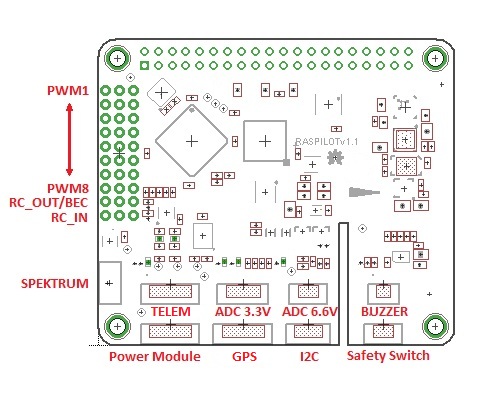 PWM1
RASPILOTv1.1
PWM8
RC_OUT/BEC
RC_IN
SPEKTRUM
TELEM ADC 3.3V ADC 6.6V BUZZER
Power Module GPS I2C Safety Switch